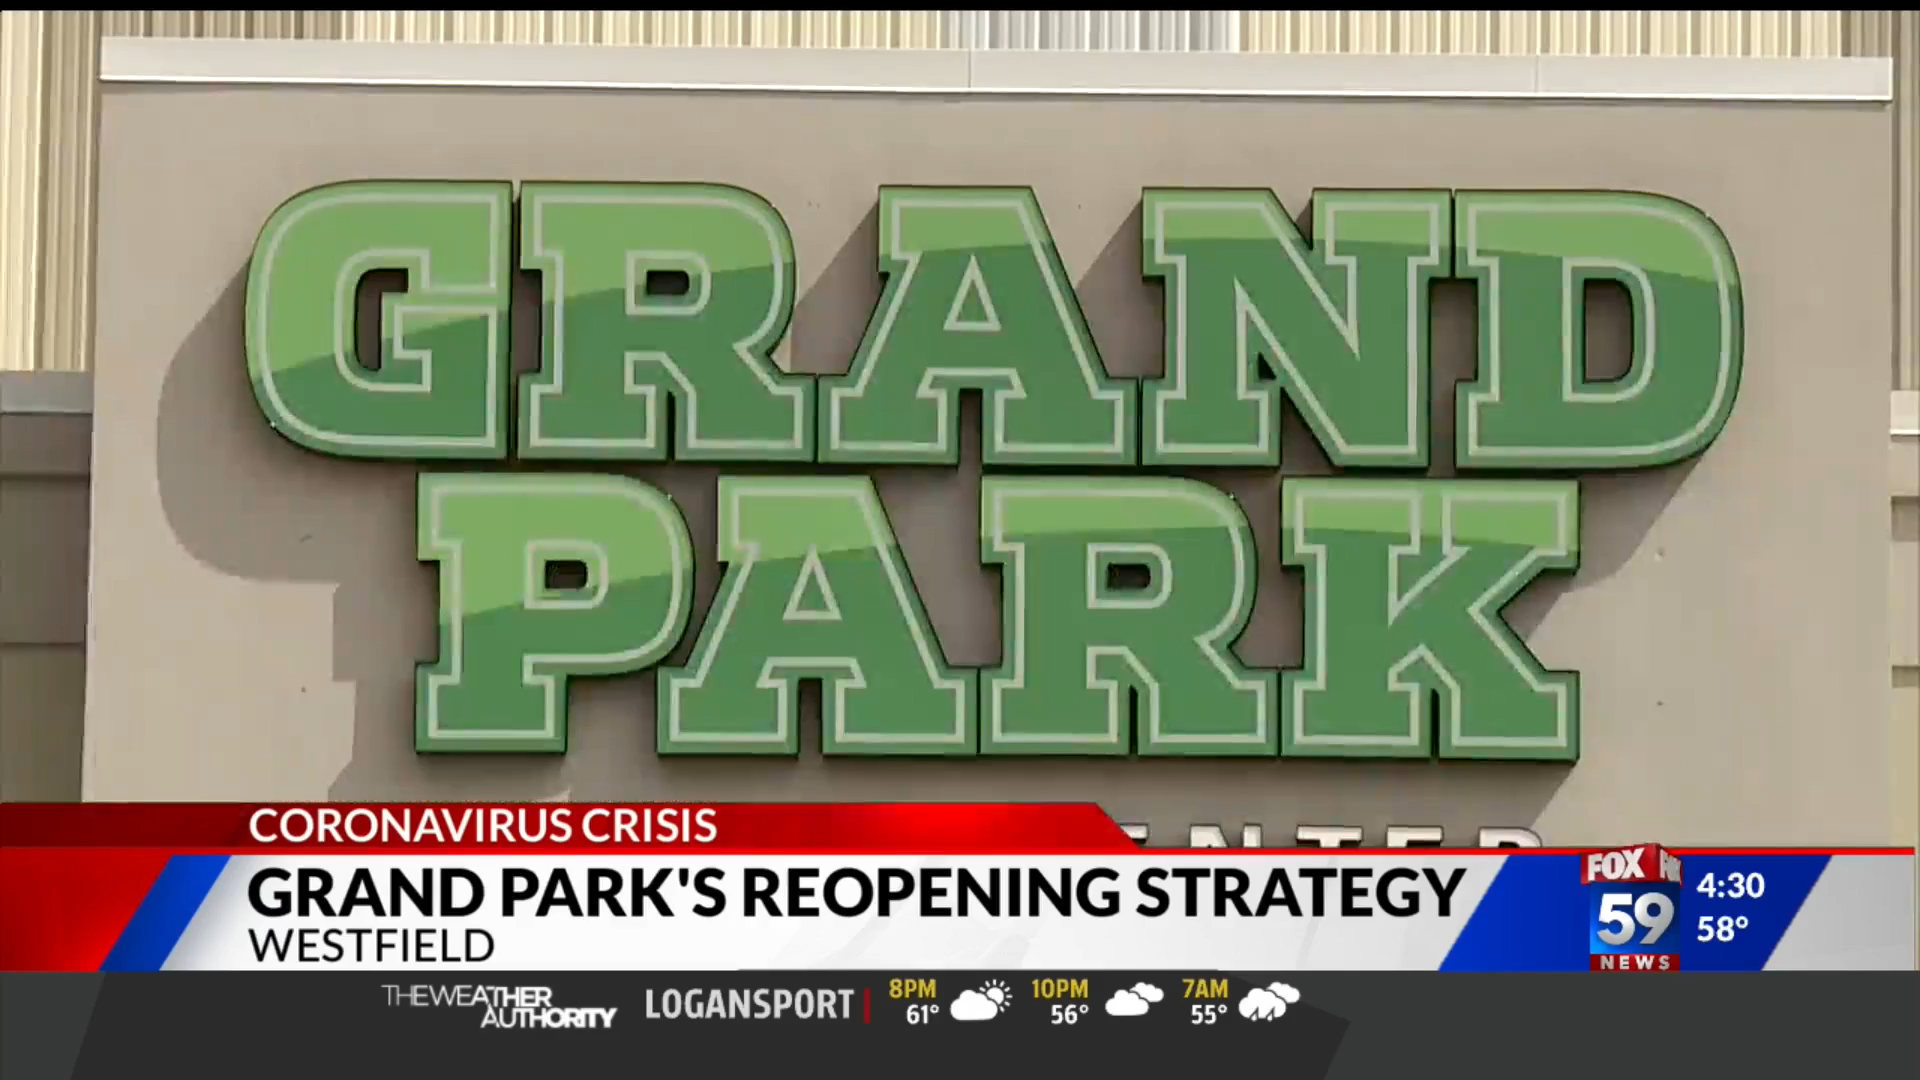 GRAND
PARK
CORONAVIRUS CRISIS
GRAND PARK'S REOPENING STRATEGY
WESTFIELD
FOX
59
NEWS
4:30
58°
THE WEATHER
AUTHORITY
LOGANSPORT
8PM
61°
10PM
56°
7AM
55°